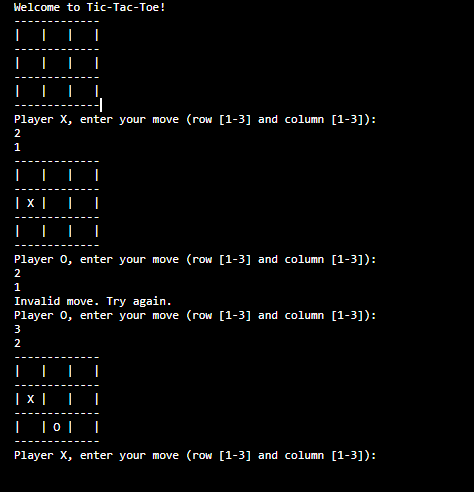 Welcome to Tic-Tac-Toe!
-------------
|   |   |   |
-------------
|   |   |   |
-------------
|   |   |   |
-------------
Player X, enter your move (row [1-3] and column [1-3]):
2
1
-------------
|   |   |   |
-------------
| X |   |   |
-------------
|   |   |   |
-------------
Player O, enter your move (row [1-3] and column [1-3]):
2
1
Invalid move. Try again.
Player O, enter your move (row [1-3] and column [1-3]):
3
2
-------------
|   |   |   |
-------------
| X |   |   |
-------------
|   | O |   |
-------------
Player X, enter your move (row [1-3] and column [1-3]):